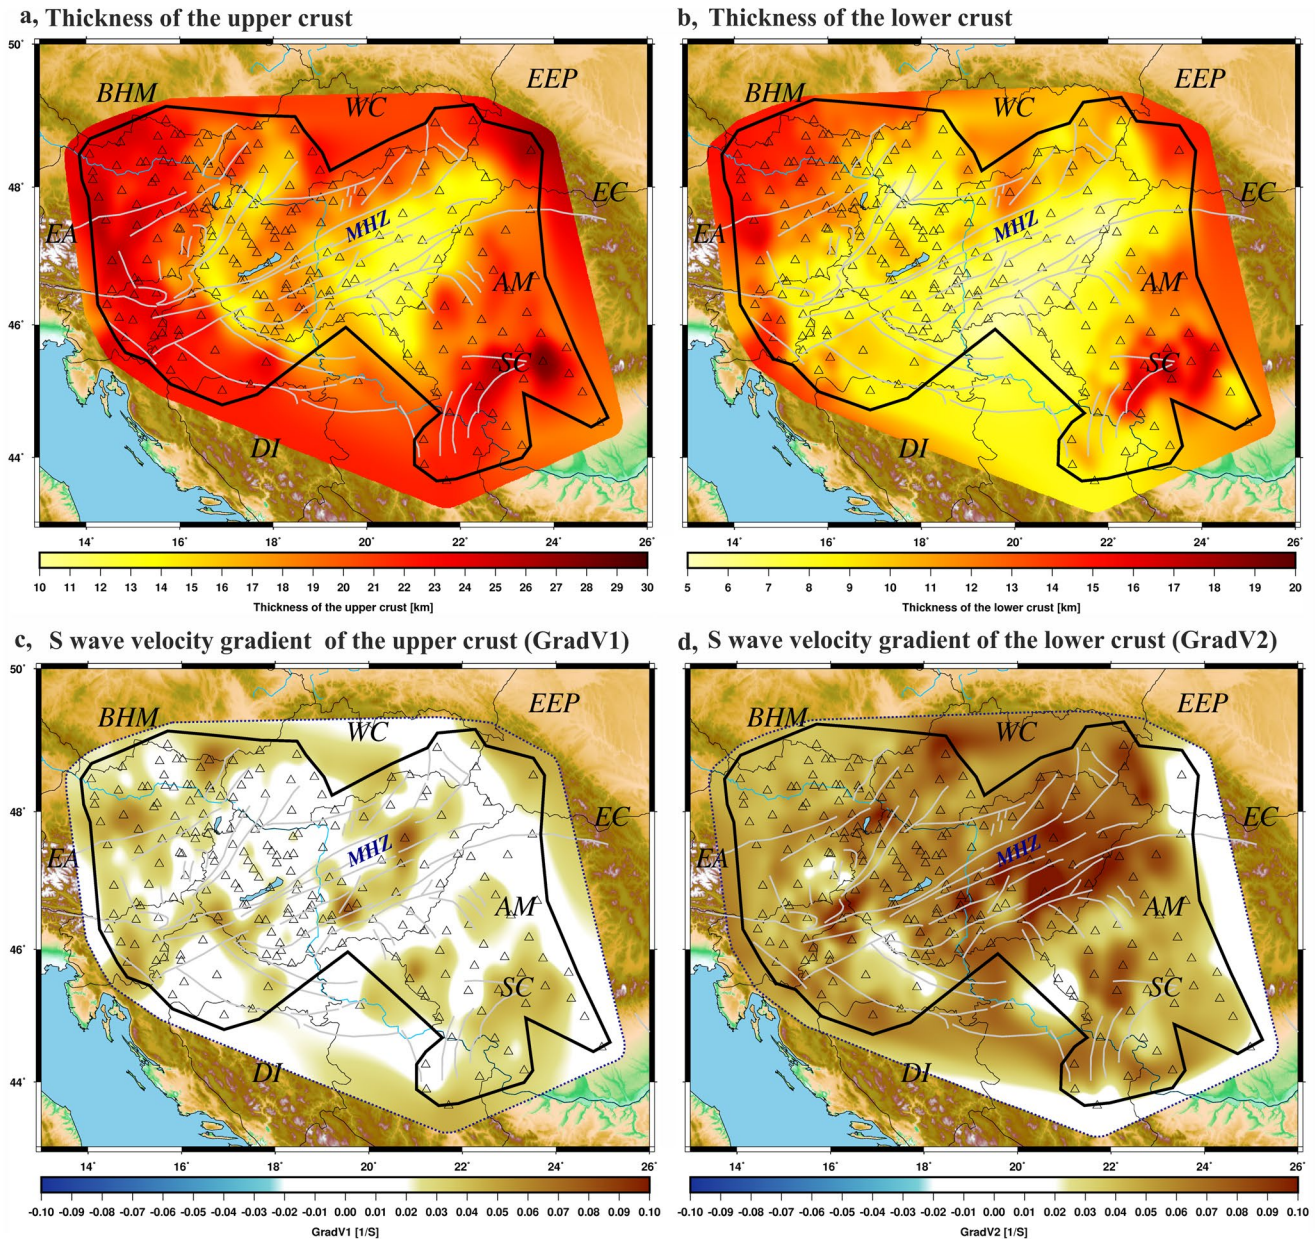 a, Thickness of the upper crust
b, Thickness of the lower crust
50°
48°
46°
44°
BHM
WC
EEP
EC
EA
MHZ
AM
SC
DI
14° 16° 18° 20° 22° 24° 26°
10 11 12 13 14 15 16 17 18 19 20 21 22 23 24 25 26 27 28 29 30
Thickness of the upper crust [km]
50°
48°
46°
44°
BHM
WC
EEP
EC
EA
MHZ
AM
SC
DI
14° 16° 18° 20° 22° 24° 26°
5 6 7 8 9 10 11 12 13 14 15 16 17 18 19 20
Thickness of the lower crust [km]
c, S wave velocity gradient of the upper crust (GradV1)
d, S wave velocity gradient of the lower crust (GradV2)
50°
48°
46°
44°
BHM
WC
EEP
EC
EA
MHZ
AM
SC
DI
14° 16° 18° 20° 22° 24° 26°
-0.10 -0.09 -0.08 -0.07 -0.06 -0.05 -0.04 -0.03 -0.02 -0.01 0.00 0.01 0.02 0.03 0.04 0.05 0.06 0.07 0.08 0.09 0.10
GradV1 [1/S]
50°
48°
46°
44°
BHM
WC
EEP
EC
EA
MHZ
AM
SC
DI
14° 16° 18° 20° 22° 24° 26°
-0.10 -0.09 -0.08 -0.07 -0.06 -0.05 -0.04 -0.03 -0.02 -0.01 0.00 0.01 0.02 0.03 0.04 0.05 0.06 0.07 0.08 0.09 0.10
GradV2 [1/S]